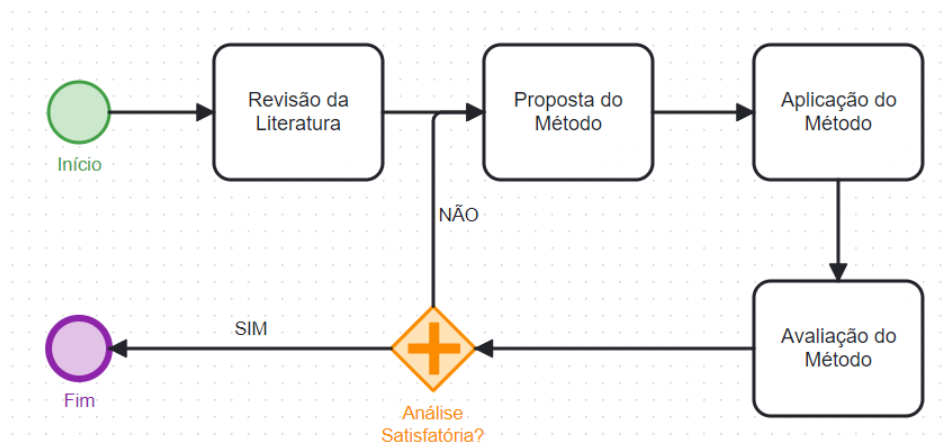 Início
Revisão da
Literatura
Proposta do
Método
Aplicação do
Método
NÃO
Avaliação do
Método
SIM
Fim
Análise
Satisfatória?